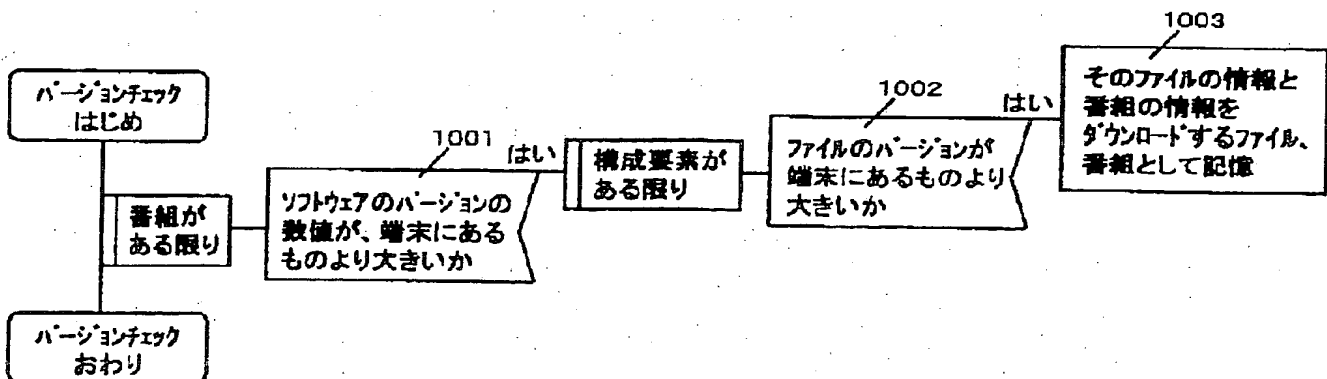 バージョンチェック
はじめ
番組が
ある限り
バージョンチェック
おわり
1001
はい
ソフトウェアのバージョンの
数値が、端末にある
ものより大きいか
構成要素が
ある限り
1002
はい
ファイルのバージョンが
端末にあるものより
大きいか
1003
そのファイルの情報と
番組の情報を
ダウンロードするファイル、
番組として記憶